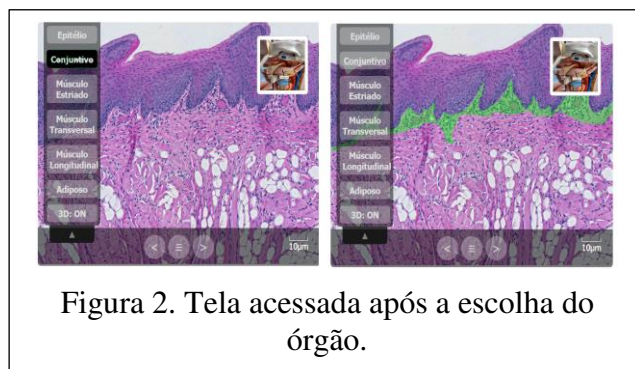 Epitélio
Conjuntivo
Músculo
Estriado
Músculo
Transversal
Músculo
Longitudinal
Adiposo
3D: ON
< ≡ >
10µm
Epitélio
Conjuntivo
Músculo
Estriado
Músculo
Transversal
Músculo
Longitudinal
Adiposo
3D: ON
< ≡ >
10µm
Figura 2. Tela acessada após a escolha do
órgão.